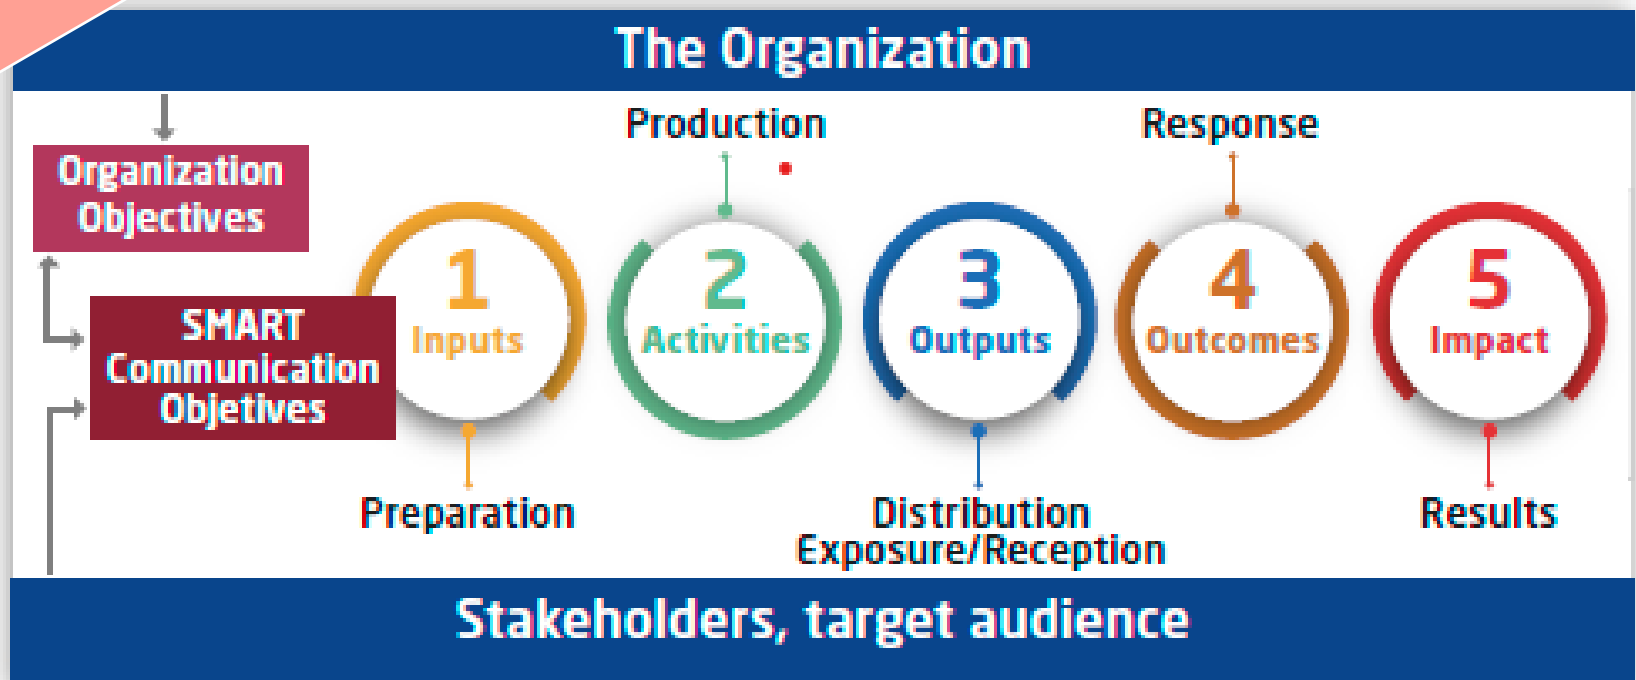 The Organization
Production
Response
Organization
Objectives
1
Inputs
2
Activities
3
Outputs
4
Outcomes
5
Impact
SMART
Communication
Objetives
Preparation
Distribution
Exposure/Reception
Results
Stakeholders, target audience